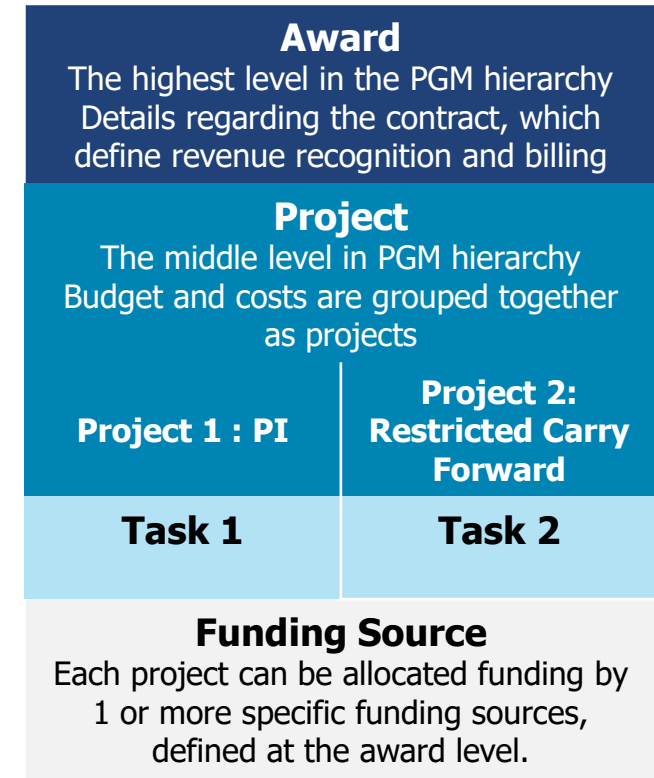 Award
The highest level in the PGM hierarchy
Details regarding the contract, which
define revenue recognition and billing
Project
The middle level in PGM hierarchy
Budget and costs are grouped together
as projects
Project 1 : PI
Project 2:
Restricted Carry
Forward
Task 1
Task 2
Funding Source
Each project can be allocated funding by
1 or more specific funding sources,
defined at the award level.